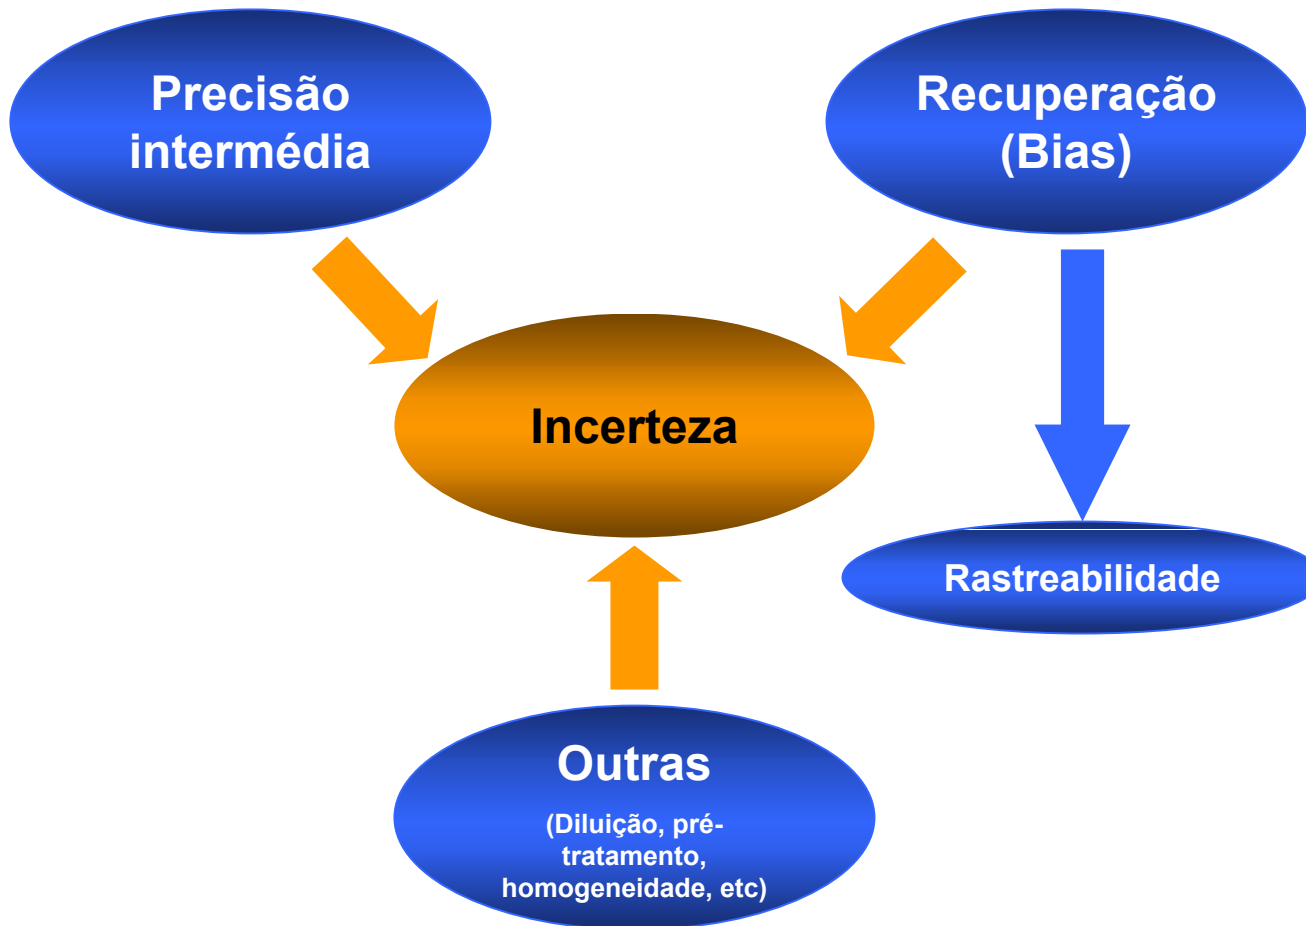 Precisão
intermédia
Recuperação
(Bias)
Incerteza
Rastreabilidade
Outras
(Diluição, pré-
tratamento,
homogeneidade, etc)